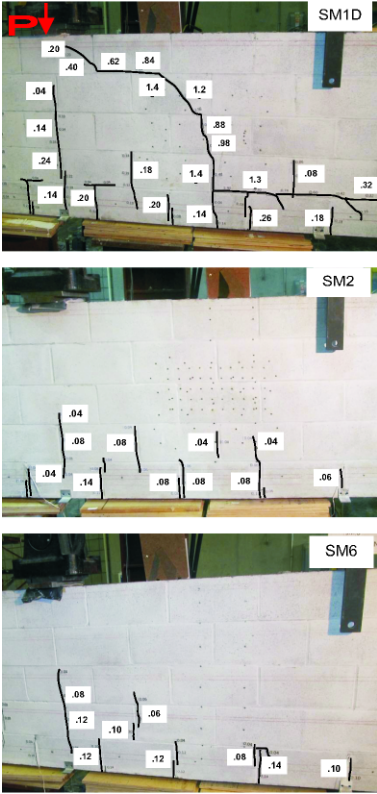 SM1D
P
.20
.40 .62 .84
.04 1.4 1.2
.14 .88
.98
.24 .18 1.4 1.3 .08
.14 .20 .20 .14 .26 .18 .32
SM2
.04
.08 .08 .04 .04
.04 .14 .08 .08 .08 .06
SM6
.08
.12 .10 .06
.12 .12 .08 .14 .10